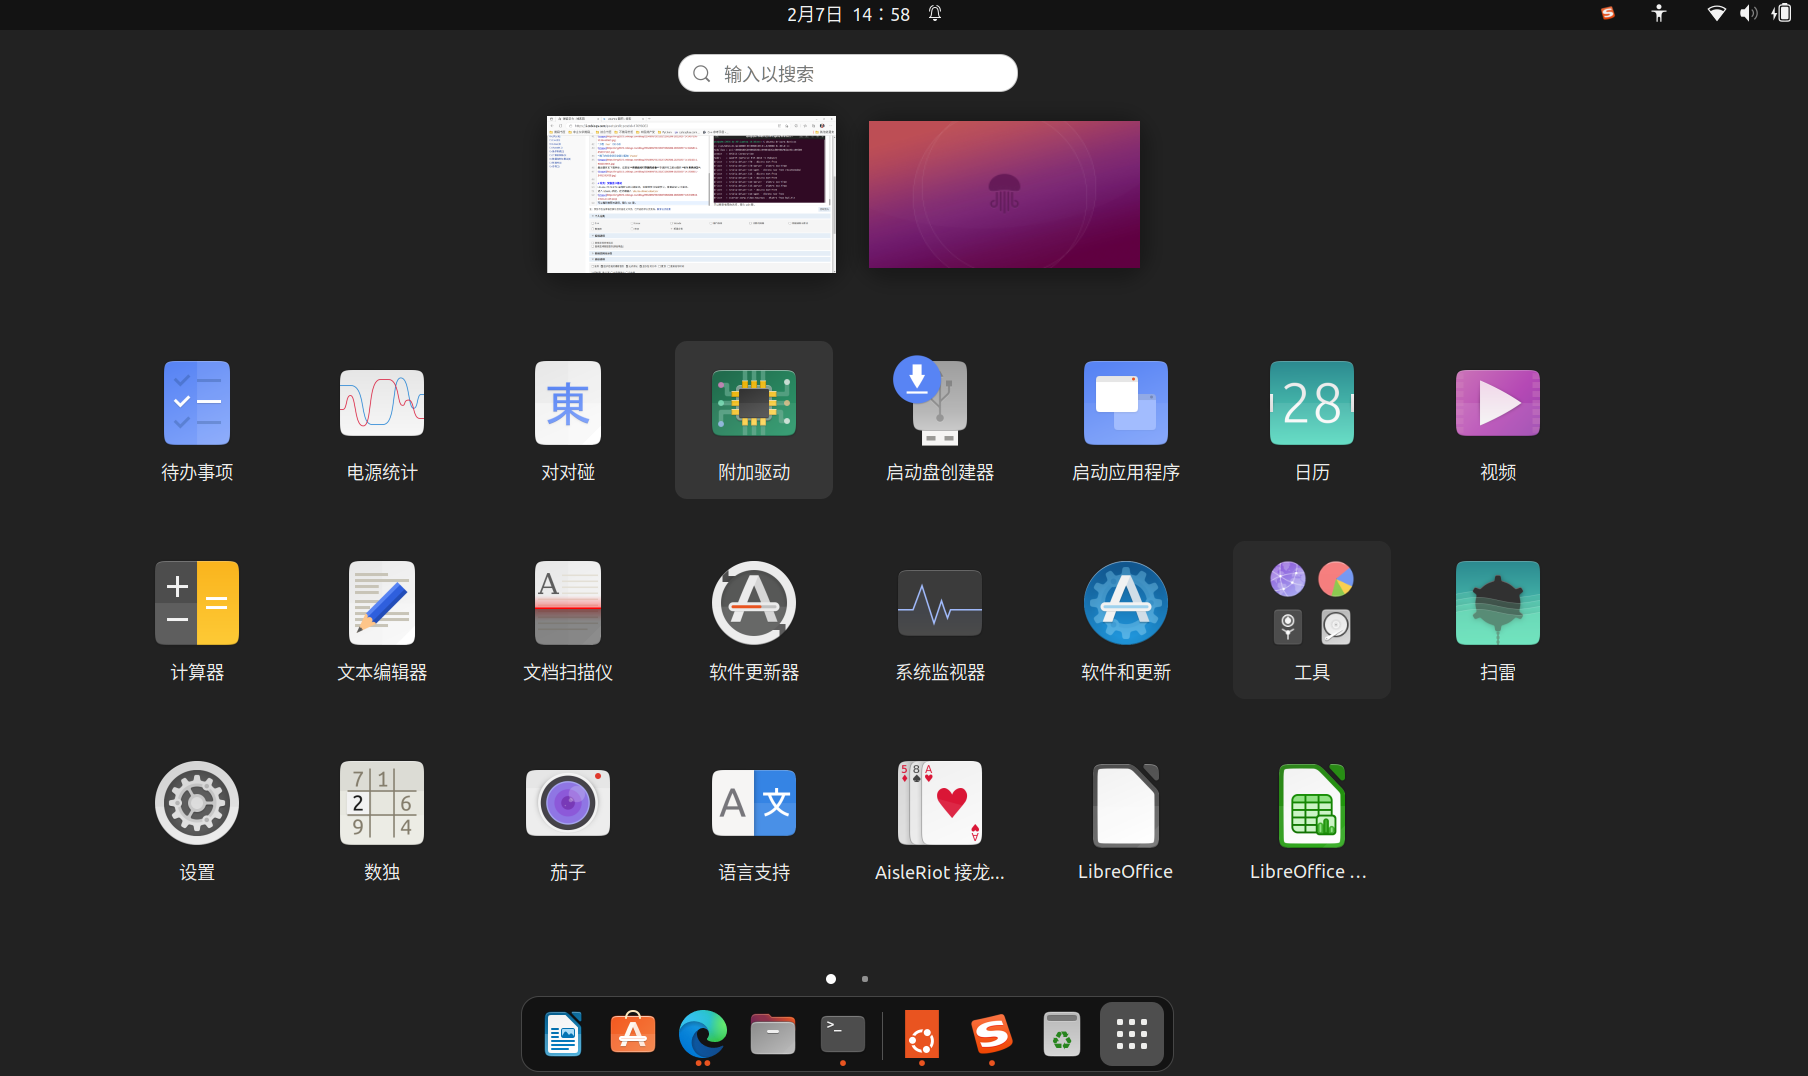 2月7日 14：58
输入以搜索
待办事项
电源统计
对对碰
附加驱动
启动盘创建器
启动应用程序
日历
视频
計算器
文本编辑器
文档扫描仪
软件更新器
系统监视器
软件和更新
工具
扫雷
设置
数独
茄子
语言支持
AisleRiot 接龙...
LibreOffice
LibreOffice ...
東
28
A
7 1
2 6
9 4
A 文
5 8 A
A
>_
S